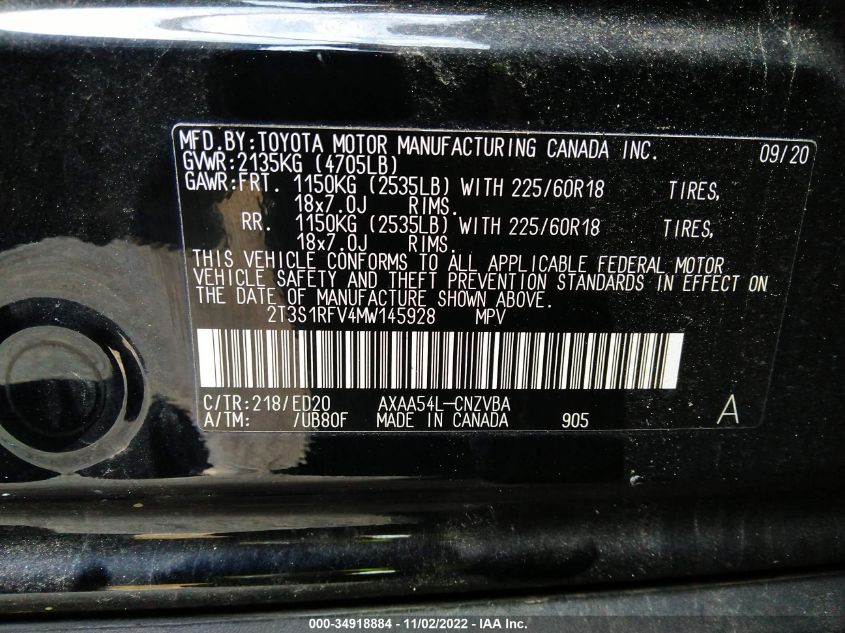 MFD.BY:TOYOTA MOTOR MANUFACTURING CANADA INC. 09/20
GVWR:2135KG (4705LB)
GAWR:FRT. 1150KG (2535LB) WITH 225/60R18 TIRES,
18x7.0J RIMS.
RR. 1150KG (2535LB) WITH 225/60R18 TIRES,
18x7.0J RIMS.
THIS VEHICLE CONFORMS TO ALL APPLICABLE FEDERAL MOTOR
VEHICLE SAFETY AND THEFT PREVENTION STANDARDS IN EFFECT ON
THE DATE OF MANUFACTURE SHOWN ABOVE.
2T3S1RFV4MW145928 MPV
C/TR:218/ED20 AXAA54L-CNZVBA
A/TM: /UB80F MADE IN CANADA 905 A
000-34918884 - 11/02/2022 - IAA Inc.